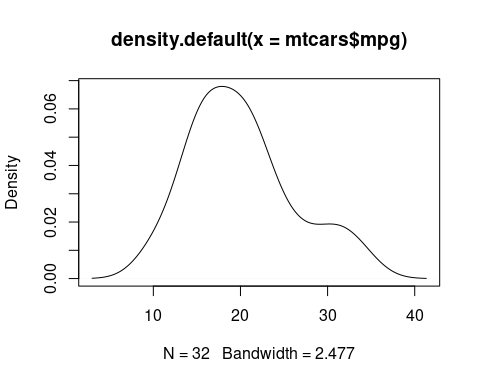 density.default(x = mtcars$mpg)
Density
0.06
0.04
0.02
0.00
10 20 30 40
N = 32 Bandwidth = 2.477